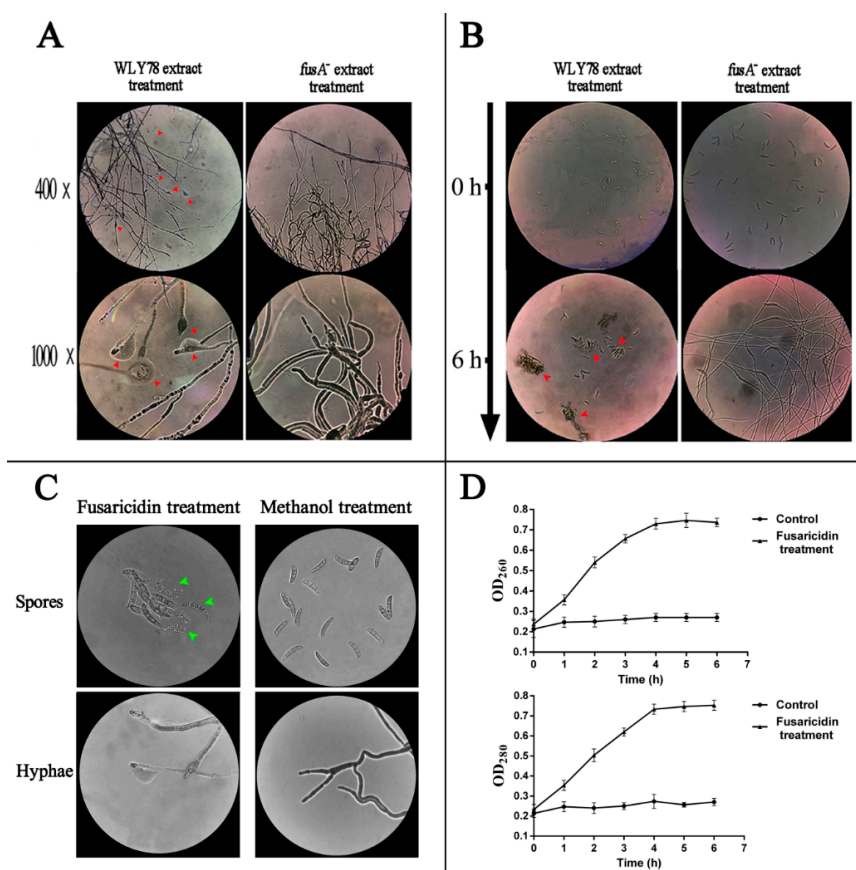 A
WLY78 extract
treatment
fusA⁻ extract
treatment
400 ×
1000 ×
B
WLY78 extract
treatment
fusA⁻ extract
treatment
0 h
6 h
C
Fusaricidin treatment
Methanol treatment
Spores
Hyphae
D
OD260
0.8
0.7
0.6
0.5
0.4
0.3
0.2
0.1
0 1 2 3 4 5 6 7
Time (h)
Control
Fusaricidin
treatment
OD280
0.8
0.7
0.6
0.5
0.4
0.3
0.2
0.1
0 1 2 3 4 5 6 7
Time (h)
Control
Fusaricidin
treatment